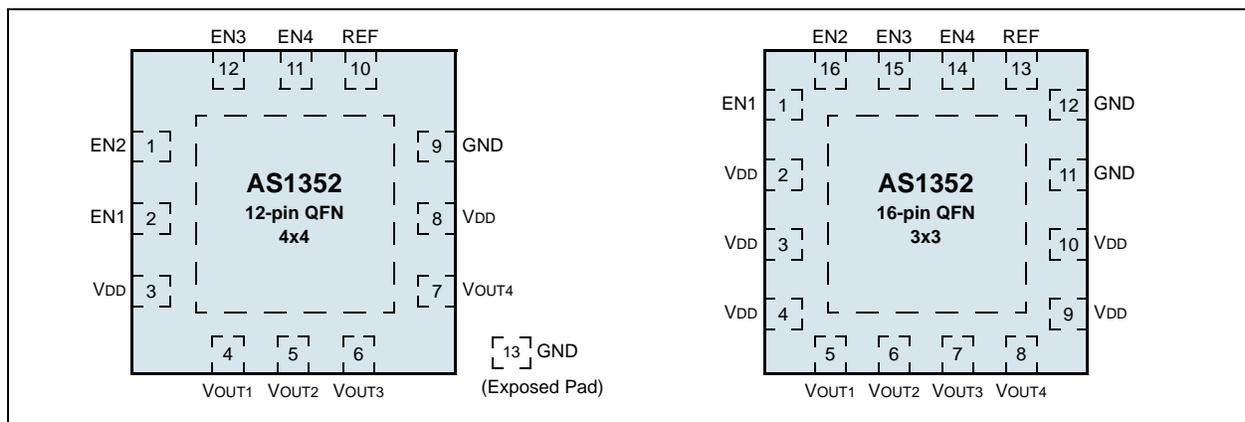 EN3 EN4 REF
12 11 10
EN2 1 9 GND
AS1352
12-pin QFN
4x4
EN1 2 8 VDD
VDD 3 7 VOUT4
4 5 6
VOUT1 VOUT2 VOUT3
13 GND
(Exposed Pad)
EN2 EN3 EN4 REF
16 15 14 13
EN1 1 12 GND
VDD 2 11 GND
AS1352
16-pin QFN
3x3
VDD 3 10 VDD
VDD 4 9 VDD
5 6 7 8
VOUT1 VOUT2 VOUT3 VOUT4